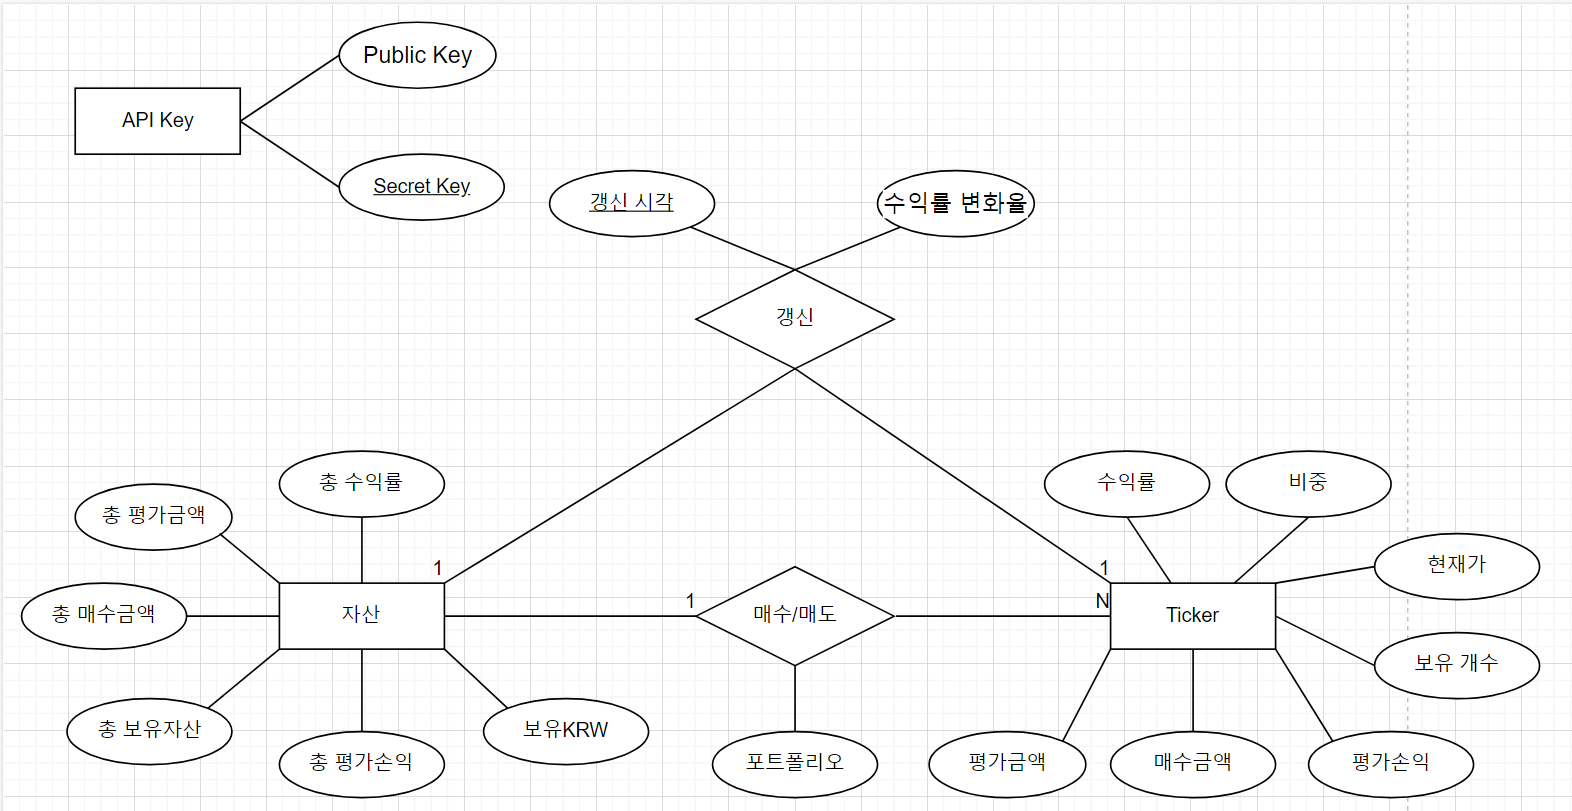 Public Key
API Key
Secret Key
갱신 시각
수익률 변화율
갱신
총 수익률
총 평가금액
수익률
비중
현재가
1
1
총 매수금액
자산
1
매수/매도
N
Ticker
보유 개수
총 보유자산
총 평가손익
보유KRW
포트폴리오
평가금액
매수금액
평가손익